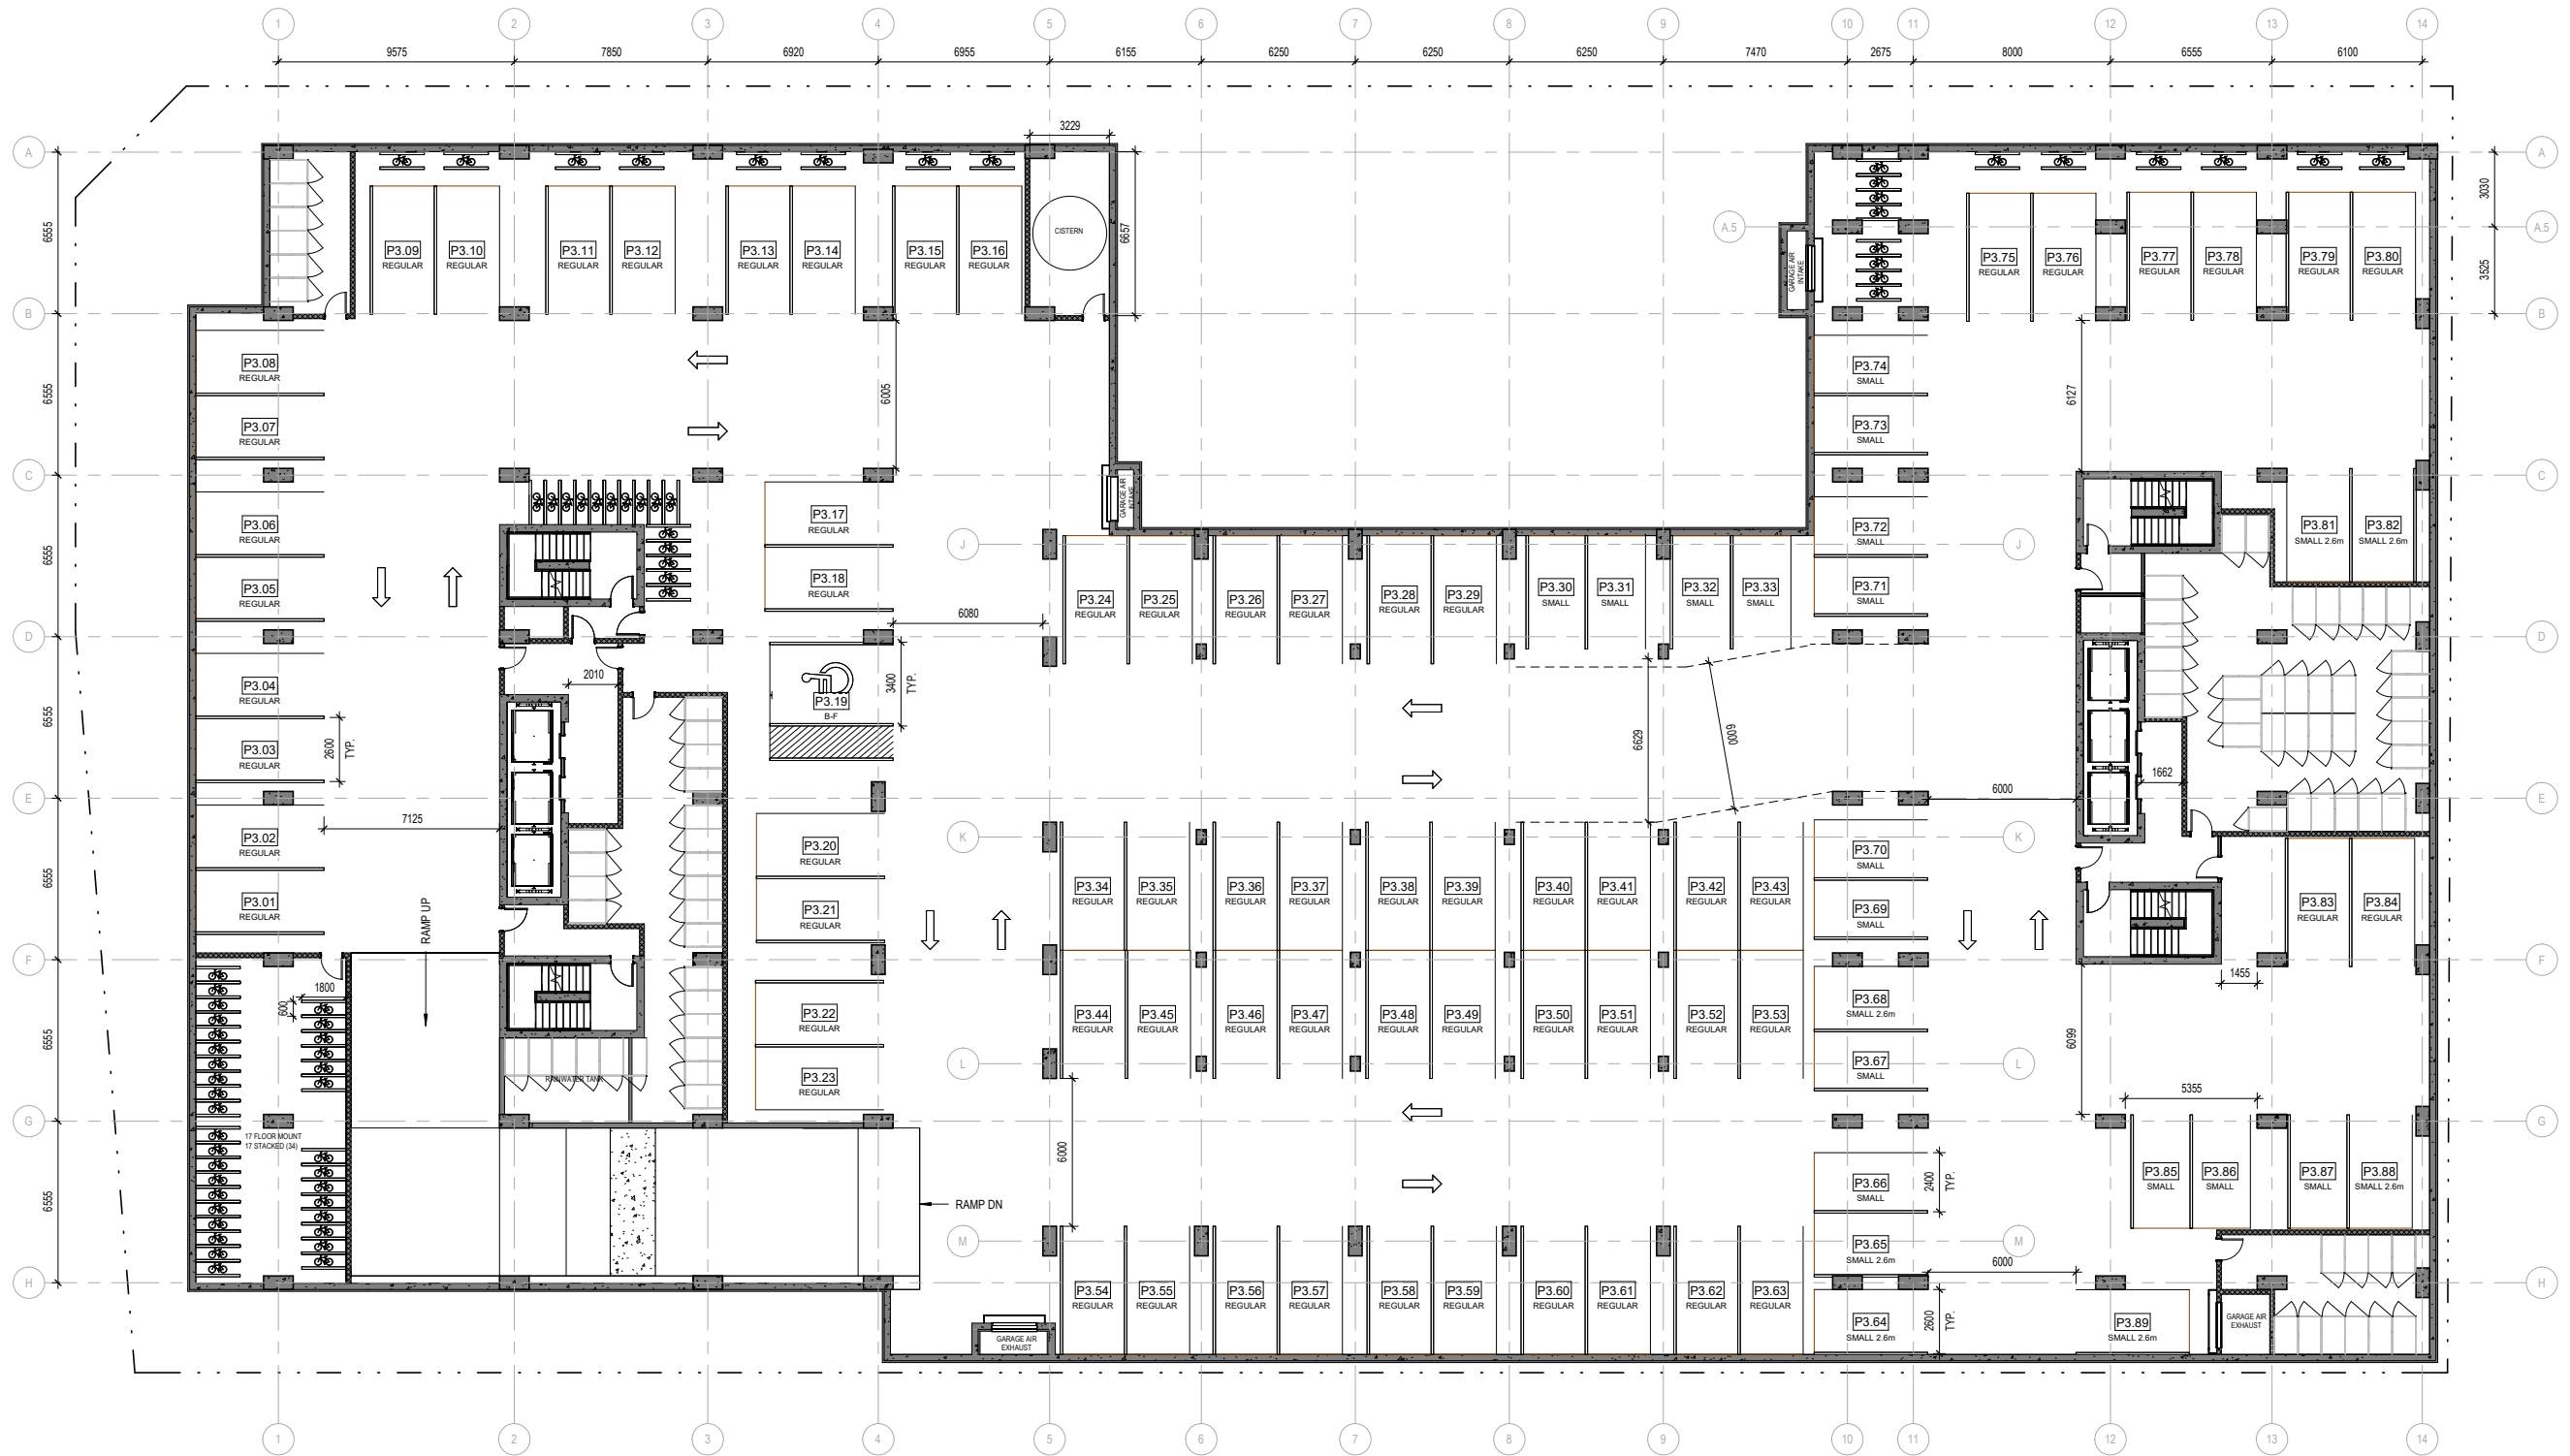 1 2 3 4 5 6 7 8 9 10 11 12 13 14
9575 7850 6920 6955 6155 6250 6250 6250 7470 2675 8000 6555 6100
3229
A A
3030
6555 6657 3525
A.5 A.5
CISTERN
GARAGE AIR
INTAKE
P3.09 P3.10 P3.11 P3.12 P3.13 P3.14 P3.15 P3.16
REGULAR REGULAR REGULAR REGULAR REGULAR REGULAR REGULAR REGULAR
P3.75 P3.76 P3.77 P3.78 P3.79 P3.80
REGULAR REGULAR REGULAR REGULAR REGULAR REGULAR
B B
P3.08
REGULAR
P3.74
SMALL
6555 6005 6127
P3.07
REGULAR
P3.73
SMALL
C C
GARAGE AIR
INTAKE
P3.06
REGULAR
P3.17
REGULAR
P3.72
SMALL
P3.81 P3.82
SMALL 2.6m SMALL 2.6m
6555
J J
P3.05
REGULAR
P3.18
REGULAR
P3.71
SMALL
P3.24 P3.25 P3.26 P3.27 P3.28 P3.29 P3.30 P3.31 P3.32 P3.33
REGULAR REGULAR REGULAR REGULAR REGULAR REGULAR SMALL SMALL SMALL SMALL
6080
D D
2010
P3.04
REGULAR
3400
TYP.
P3.19
B-F
6555
2600
TYP.
P3.03
REGULAR
6629 6000
1662
E E
6000
7125
P3.02
REGULAR
P3.20
REGULAR
K K
P3.70
SMALL
6555
P3.34 P3.35 P3.36 P3.37 P3.38 P3.39 P3.40 P3.41 P3.42 P3.43
REGULAR REGULAR REGULAR REGULAR REGULAR REGULAR REGULAR REGULAR REGULAR REGULAR
P3.01
REGULAR
RAMP UP
P3.21
REGULAR
P3.69
SMALL
P3.83 P3.84
REGULAR REGULAR
F F
1455
1800
600
P3.68
SMALL 2.6m
6555
P3.22
REGULAR
P3.44 P3.45 P3.46 P3.47 P3.48 P3.49 P3.50 P3.51 P3.52 P3.53
REGULAR REGULAR REGULAR REGULAR REGULAR REGULAR REGULAR REGULAR REGULAR REGULAR
6099
L L
P3.67
SMALL
P3.23
REGULAR
RAINWATER TANK
5355
G G
17 FLOOR MOUNT
17 STACKED (34)
6000
6555
P3.85 P3.86 P3.87 P3.88
SMALL SMALL SMALL SMALL 2.6m
P3.66
SMALL
2400
TYP.
RAMP DN
M M
P3.65
SMALL 2.6m
6000
H H
P3.54 P3.55 P3.56 P3.57 P3.58 P3.59 P3.60 P3.61 P3.62 P3.63
REGULAR REGULAR REGULAR REGULAR REGULAR REGULAR REGULAR REGULAR REGULAR REGULAR
P3.64
SMALL 2.6m
2600
TYP.
P3.89
SMALL 2.6m
GARAGE AIR
EXHAUST
GARAGE AIR
EXHAUST
1 2 3 4 5 6 7 8 9 10 11 12 13 14